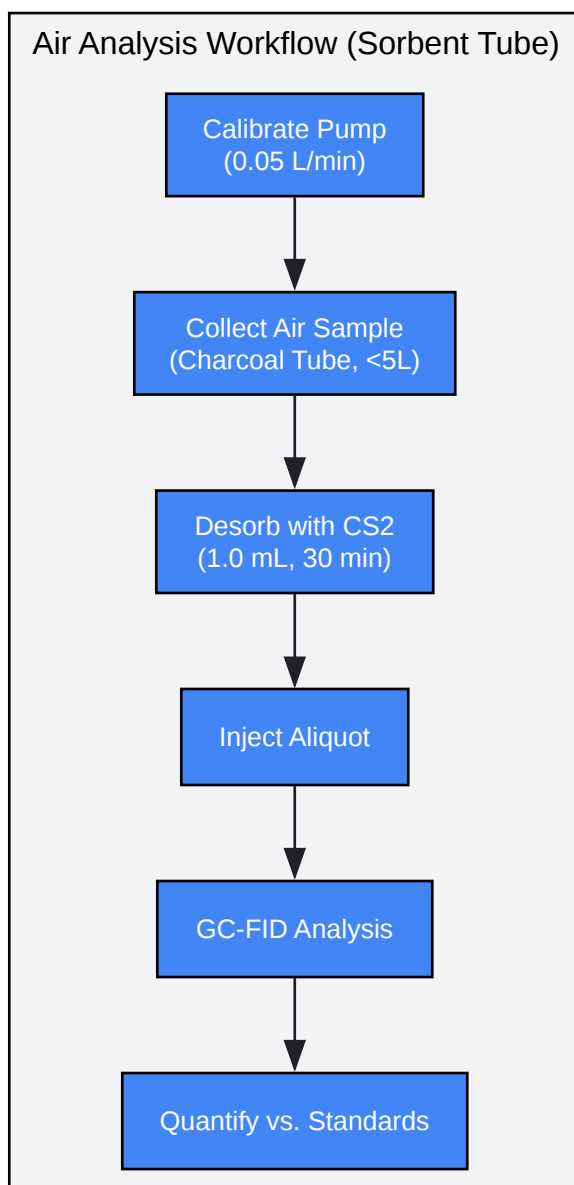 Air Analysis Workflow (Sorbent Tube)
Calibrate Pump
(0.05 L/min)
Collect Air Sample
(Charcoal Tube, <5L)
Desorb with CS2
(1.0 mL, 30 min)
Inject Aliquot
GC-FID Analysis
Quantify vs. Standards